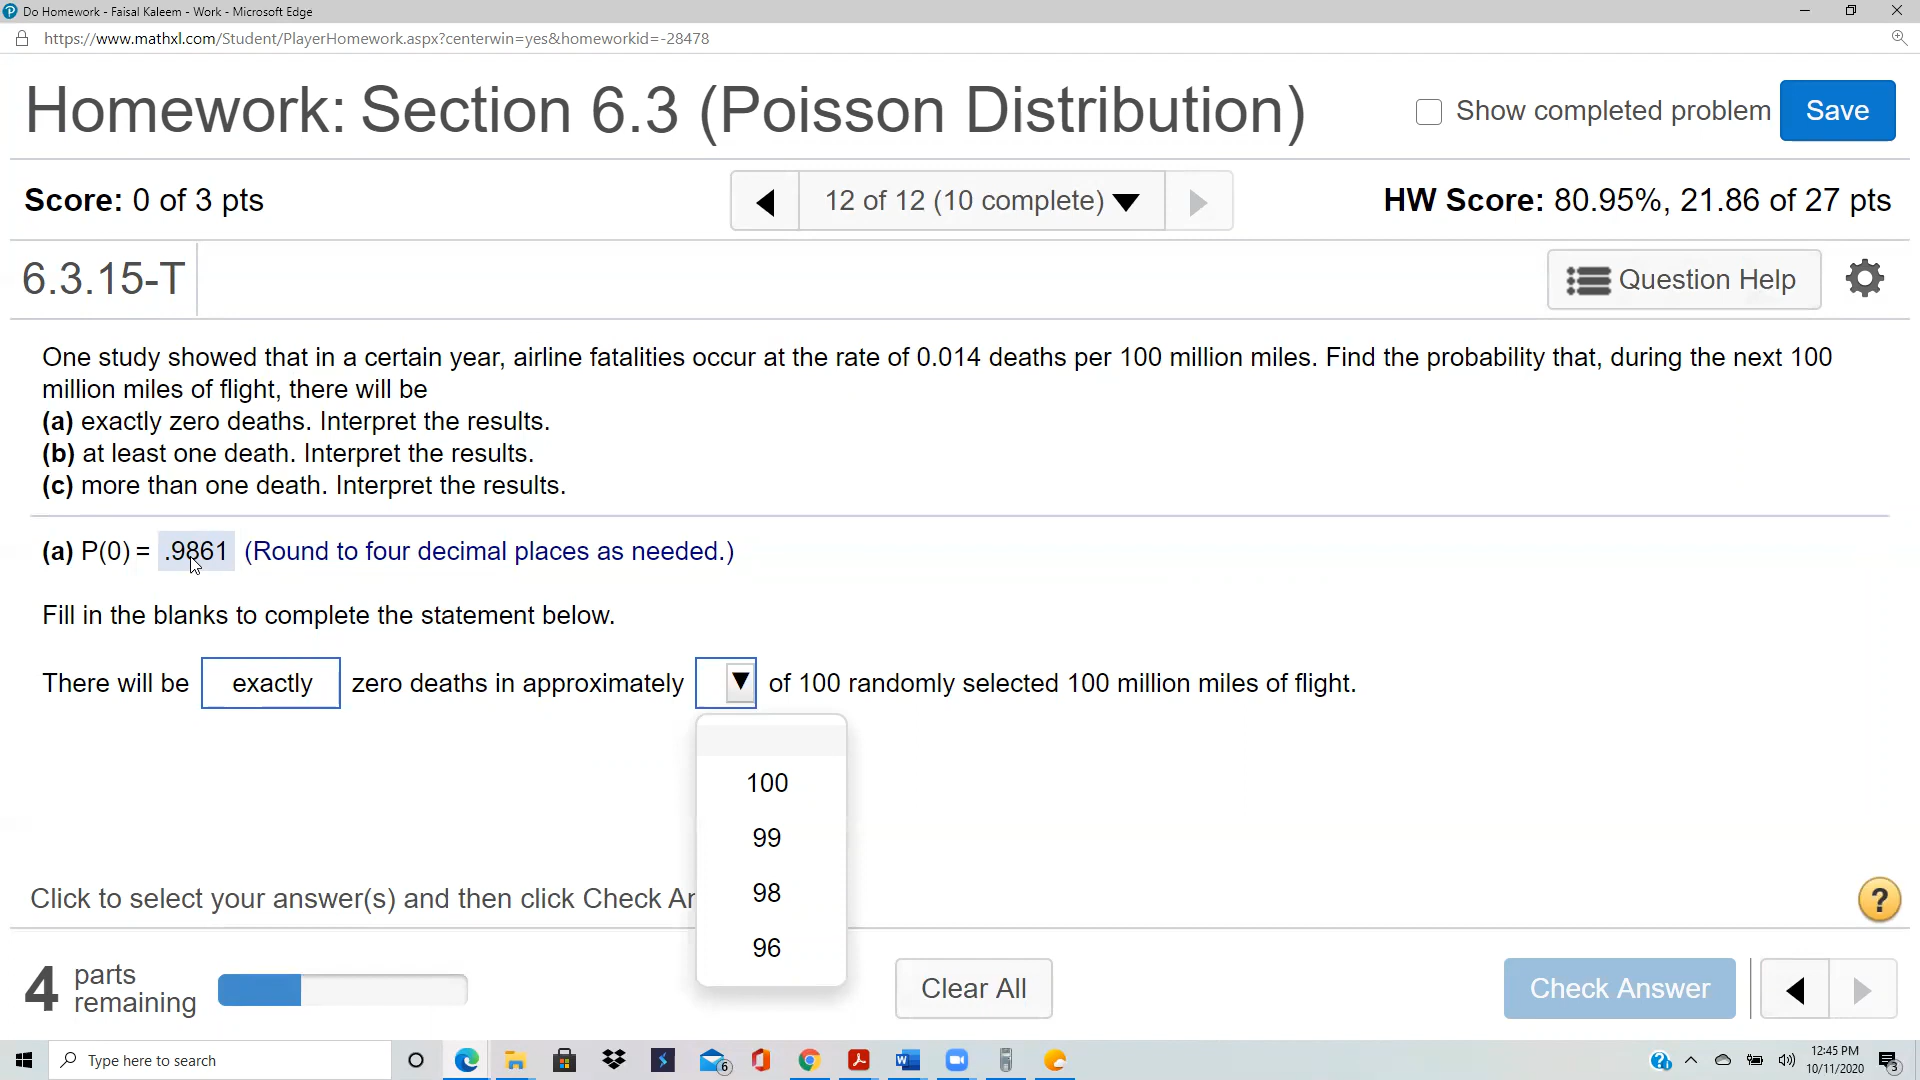 Do Homework - Faisal Kaleem - Work - Microsoft Edge
https://www.mathxl.com/Student/PlayerHomework.aspx?centerwin=yes&homeworkid=-28478
Homework: Section 6.3 (Poisson Distribution)
Show completed problem
Save
Score: 0 of 3 pts
12 of 12 (10 complete)
HW Score: 80.95%, 21.86 of 27 pts
6.3.15-T
Question Help
One study showed that in a certain year, airline fatalities occur at the rate of 0.014 deaths per 100 million miles. Find the probability that, during the next 100
million miles of flight, there will be
(a) exactly zero deaths. Interpret the results.
(b) at least one death. Interpret the results.
(c) more than one death. Interpret the results.
(a) P(0) = .9861 (Round to four decimal places as needed.)
Fill in the blanks to complete the statement below.
There will be exactly zero deaths in approximately of 100 randomly selected 100 million miles of flight.
100
99
98
96
Click to select your answer(s) and then click Check Ar
?
4 parts
remaining
Clear All
Check Answer
Type here to search
6
12:45 PM
10/11/2020
3